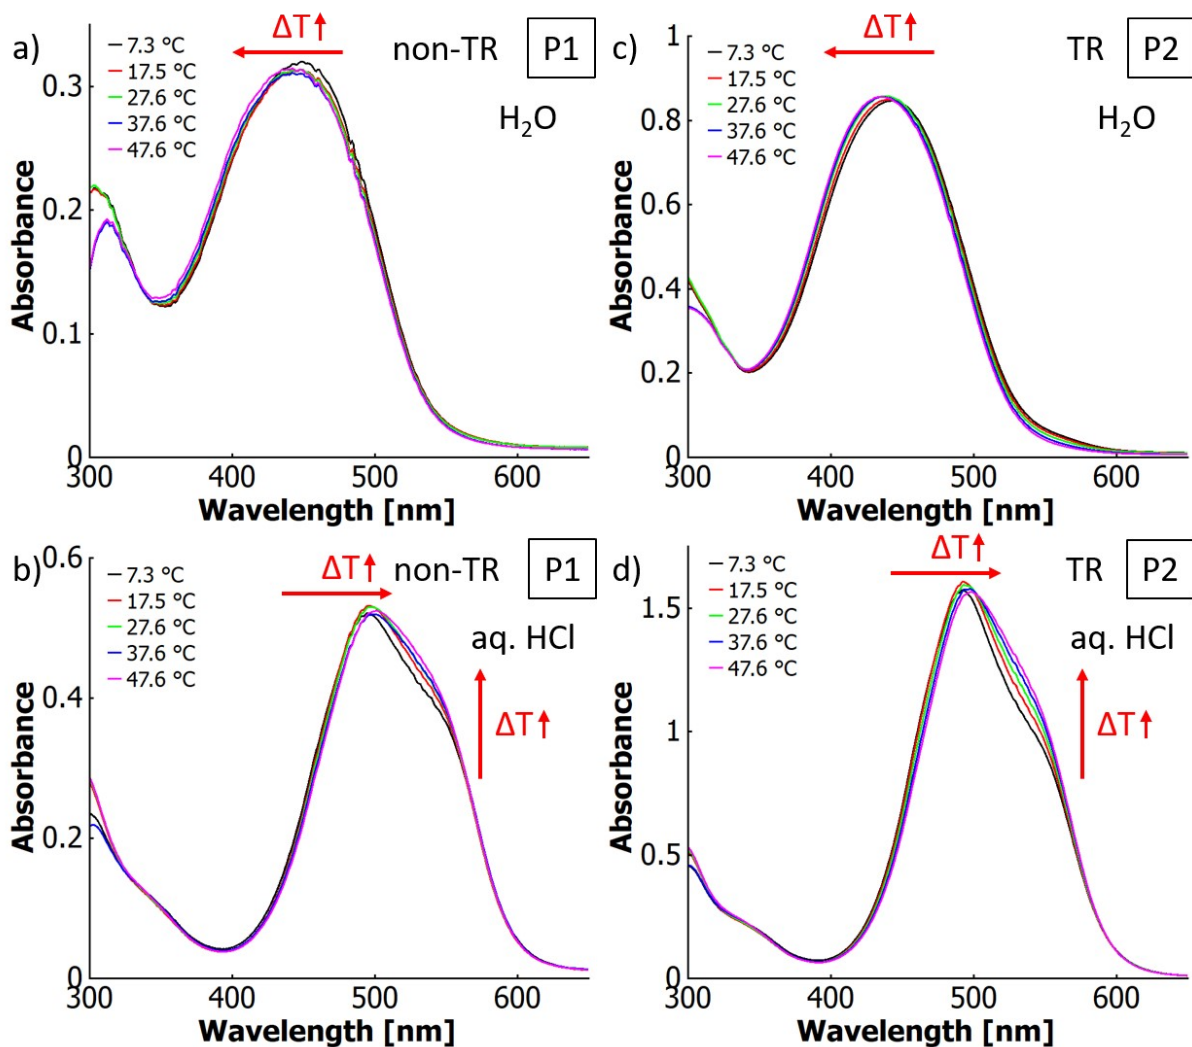 a)
ΔT↑
non-TR
P1
H₂O
7.3 °C
17.5 °C
27.6 °C
37.6 °C
47.6 °C
0.3
0.2
0.1
0
Absorbance
300
400
500
600
Wavelength [nm]
c)
ΔT↑
TR
P2
H₂O
7.3 °C
17.5 °C
27.6 °C
37.6 °C
47.6 °C
1
0.8
0.6
0.4
0.2
0
Absorbance
300
400
500
600
Wavelength [nm]
b)
ΔT↑
non-TR
P1
aq. HCl
ΔT↑
7.3 °C
17.5 °C
27.6 °C
37.6 °C
47.6 °C
0.6
0.4
0.2
0
Absorbance
300
400
500
600
Wavelength [nm]
d)
ΔT↑
TR
P2
aq. HCl
ΔT↑
7.3 °C
17.5 °C
27.6 °C
37.6 °C
47.6 °C
1.5
1
0.5
0
Absorbance
300
400
500
600
Wavelength [nm]